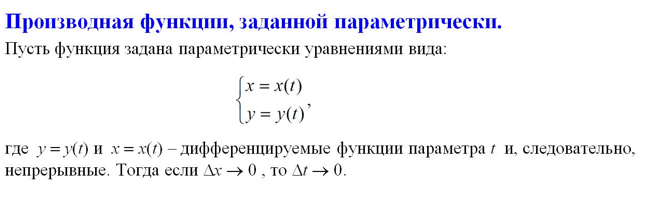 Производная функции, заданной параметрически.
Пусть функция задана параметрически уравнениями вида:
x = x(t)
y = y(t) ,
где y = y(t) и x = x(t) – дифференцируемые функции параметра t и, следовательно,
непрерывные. Тогда если Δx → 0 , то Δt → 0.